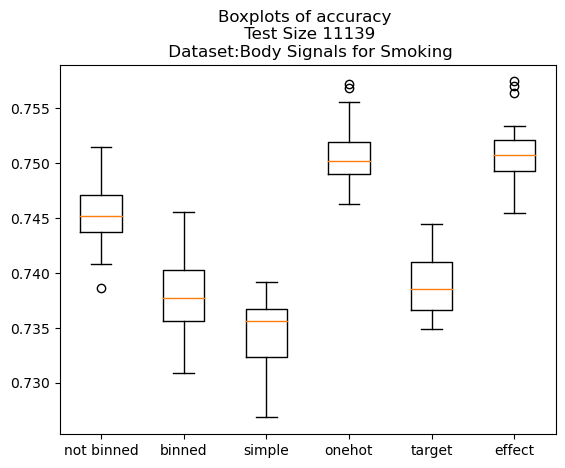 Boxplots of accuracy
Test Size 11139
Dataset:Body Signals for Smoking
0.755
0.750
0.745
0.740
0.735
0.730
not binned binned simple onehot target effect